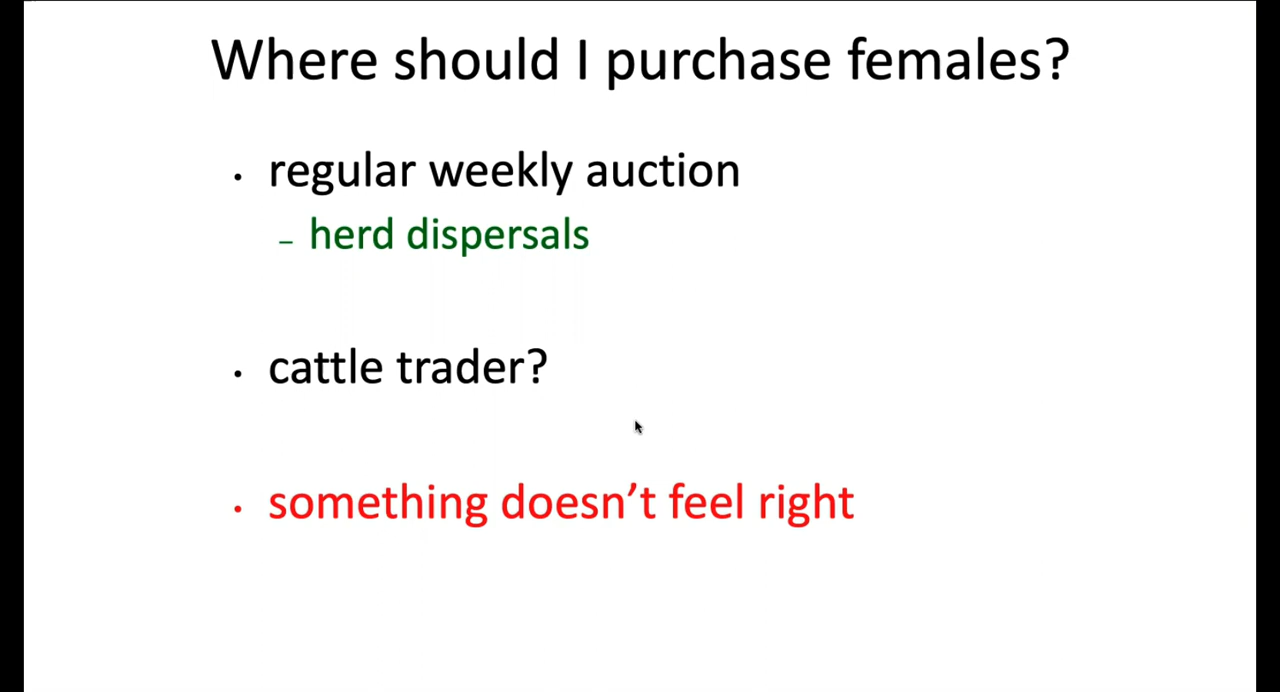 Where should I purchase females?
• regular weekly auction
– herd dispersals
• cattle trader?
• something doesn’t feel right